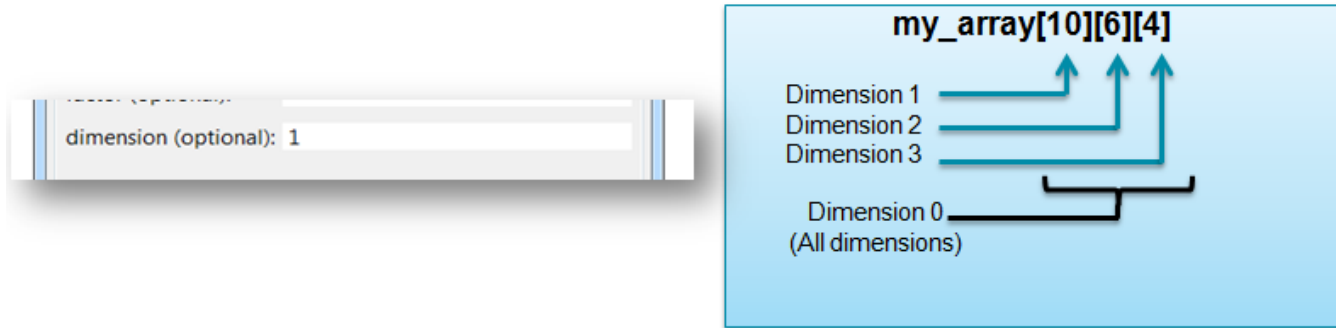 dimension (optional): 1
my_array[10][6][4]
Dimension 1
Dimension 2
Dimension 3
Dimension 0
(All dimensions)